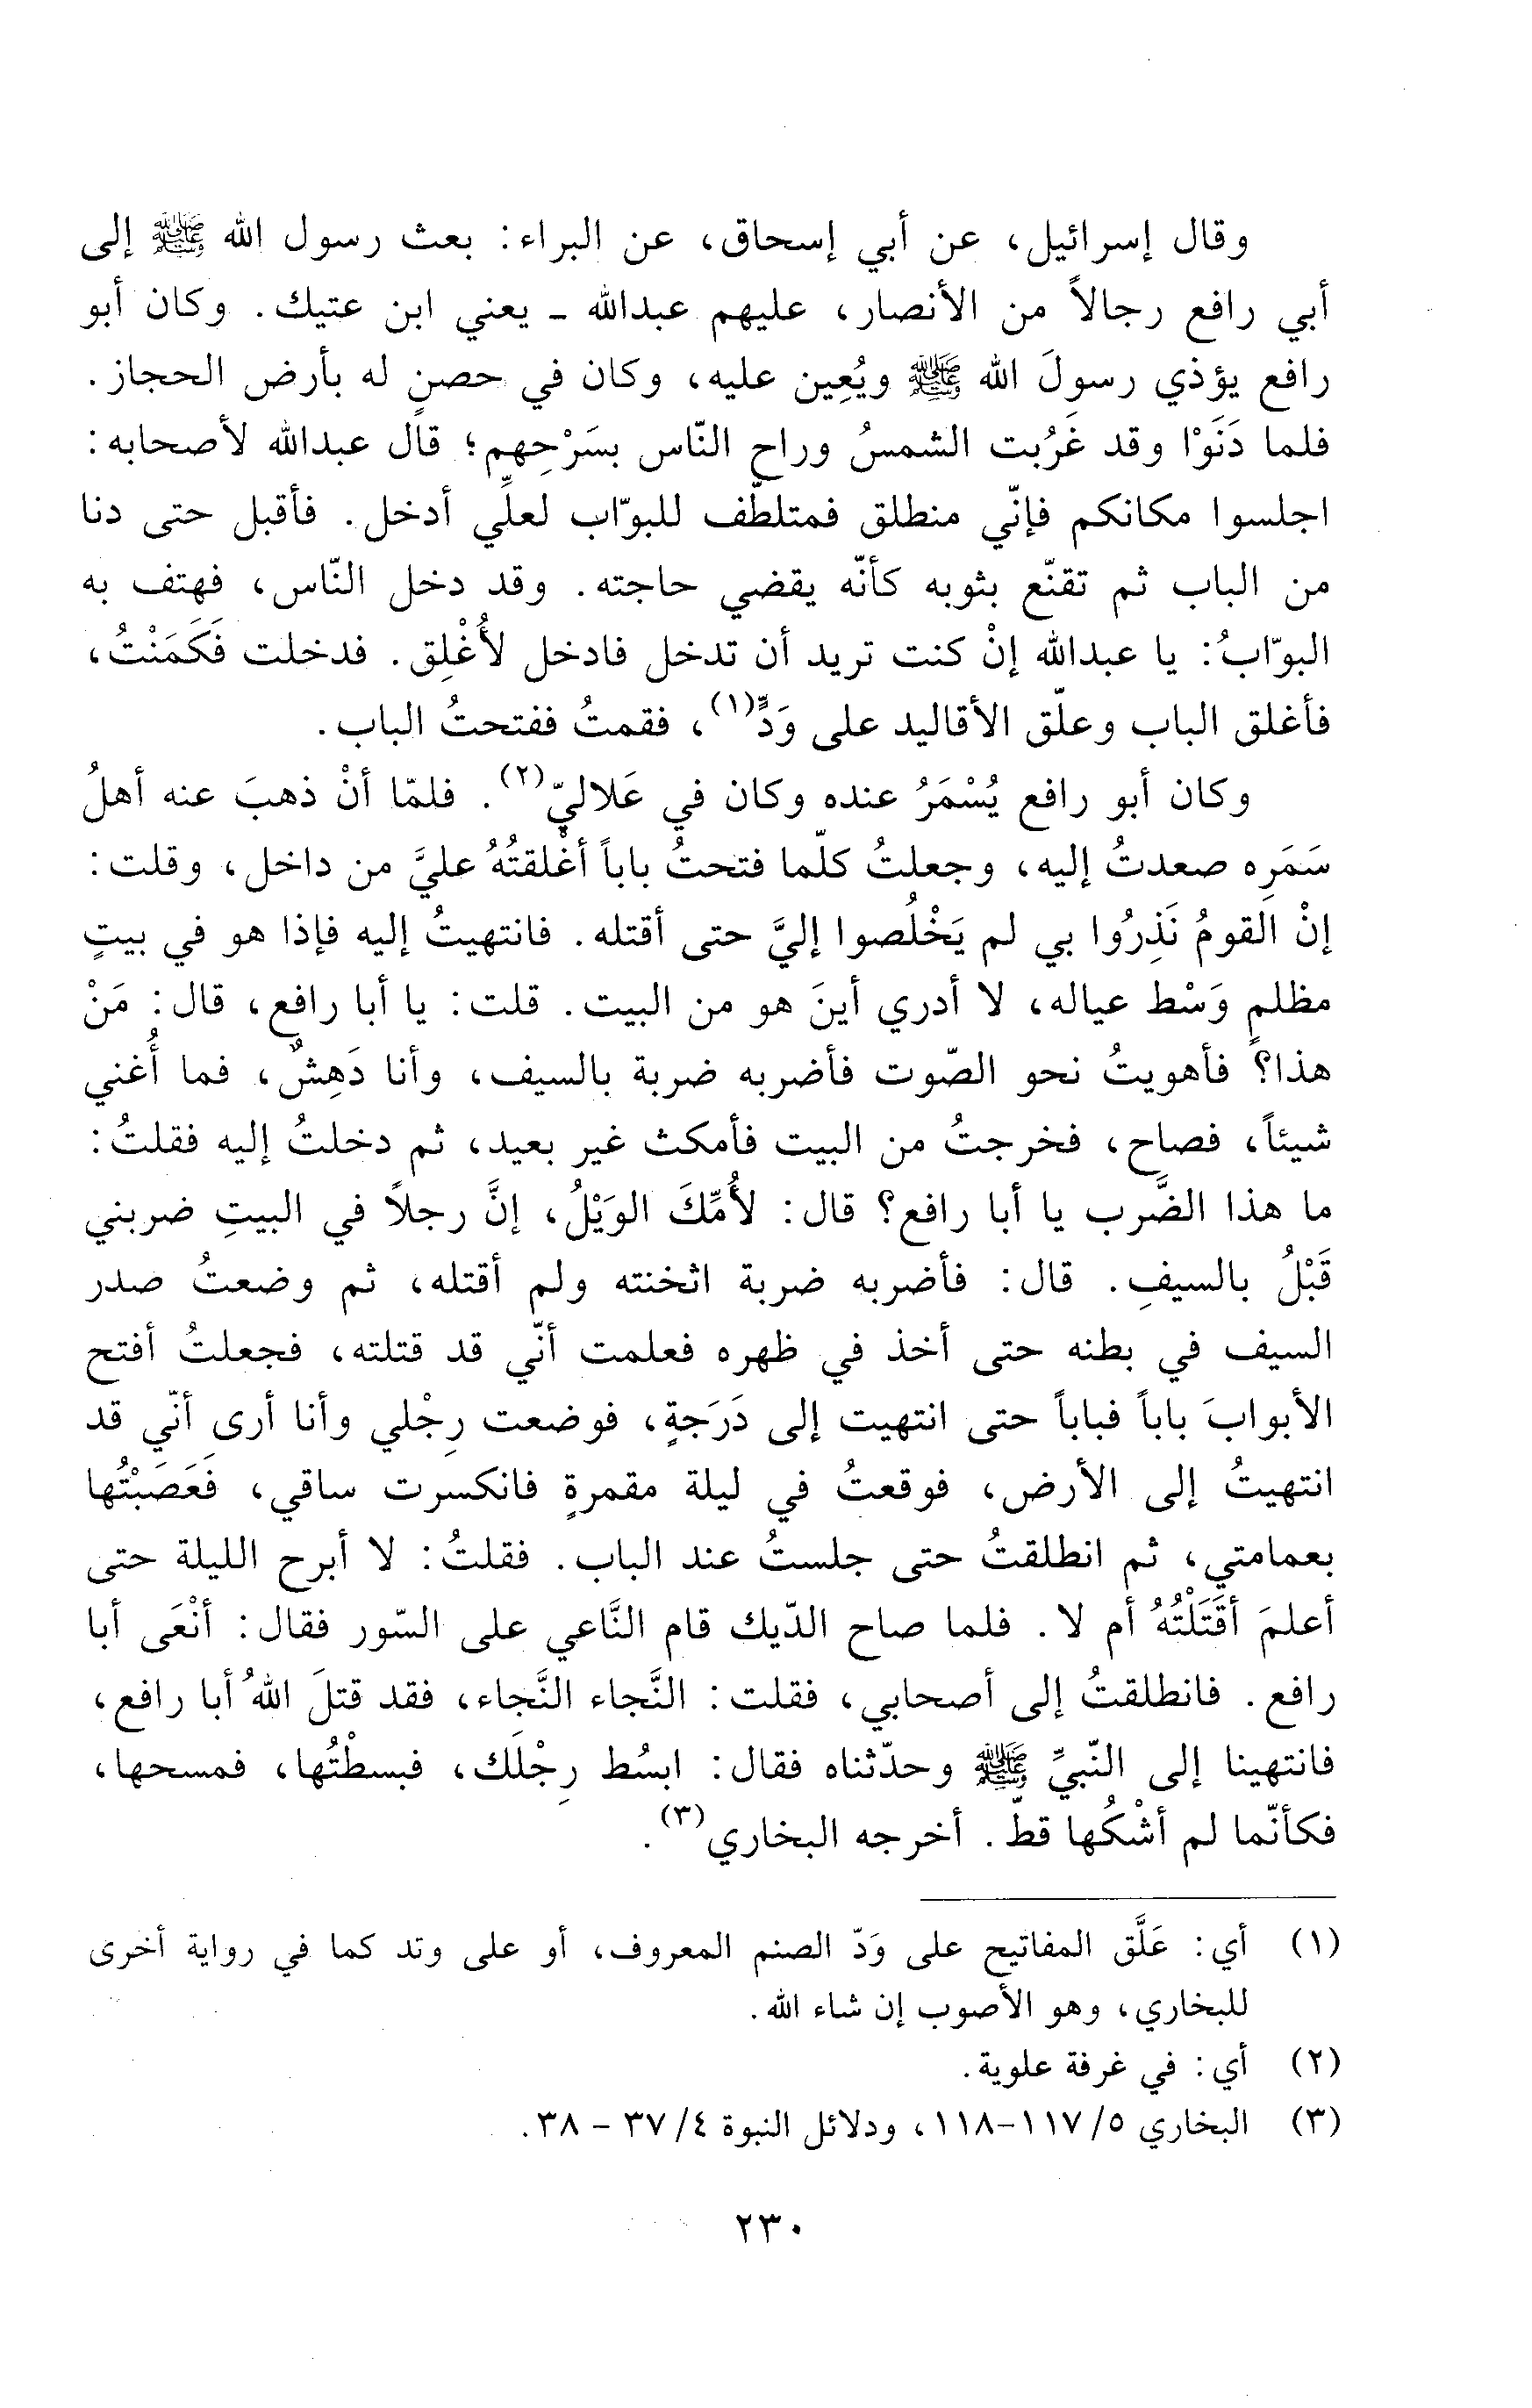 وقال إسرائيل، عن أبي إسحاق، عن البراء: بعث رسول الله ﷺ إلى
أبي رافع رجالاً من الأنصار، عليهم عبدالله ـ يعني ابن عتيك. وكان أبو
رافع يؤذي رسولَ الله ﷺ ويُعِين عليه، وكان في حصنٍ له بأرض الحجاز.
فلما دَنَوْا وقد غَرُبت الشمسُ وراح النّاس بسَرْحِهِم؛ قال عبدالله لأصحابه:
اجلسوا مكانكم فإنّي منطلق فمتلطّف للبوّاب لعلّي أدخل. فأقبل حتى دنا
من الباب ثم تقنّع بثوبه كأنّه يقضي حاجته. وقد دخل النّاس، فهتف به
البوّابُ: يا عبدالله إنْ كنت تريد أن تدخل فادخل لأُغْلِق. فدخلت فَكَمَنْتُ،
فأغلق الباب وعلّق الأقاليد على وَدٍّ(١)، فقمتُ ففتحتُ الباب.
وكان أبو رافع يُسْمَرُ عنده وكان في عَلاليّ(٢). فلمّا أنْ ذهبَ عنه أهلُ
سَمَرِه صعدتُ إليه، وجعلتُ كلّما فتحتُ باباً أغْلقتُهُ عليَّ من داخل، وقلت:
إنْ القومُ نَذِرُوا بي لم يَخْلُصوا إليَّ حتى أقتله. فانتهيتُ إليه فإذا هو في بيتٍ
مظلمٍ وَسْط عياله، لا أدري أينَ هو من البيت. قلت: يا أبا رافع، قال: مَنْ
هذا؟ فأهويتُ نحو الصّوت فأضربه ضربة بالسيف، وأنا دَهِشٌ، فما أُغني
شيئاً، فصاح، فخرجتُ من البيت فأمكث غير بعيد، ثم دخلتُ إليه فقلتُ:
ما هذا الضَّرب يا أبا رافع؟ قال: لأُمِّكَ الوَيْلُ، إنَّ رجلاً في البيتِ ضربني
قَبْلُ بالسيفِ. قال: فأضربه ضربة اثخنته ولم أقتله، ثم وضعتُ صدر
السيف في بطنه حتى أخذ في ظهره فعلمت أنّي قد قتلته، فجعلتُ أفتح
الأبوابَ باباً فباباً حتى انتهيت إلى دَرَجةٍ، فوضعت رِجْلي وأنا أرى أنّي قد
انتهيتُ إلى الأرض، فوقعتُ في ليلة مقمرةٍ فانكسرت ساقي، فَعَصَبْتُها
بعمامتي، ثم انطلقتُ حتى جلستُ عند الباب. فقلتُ: لا أبرح الليلة حتى
أعلمَ أقَتَلْتُهُ أم لا. فلما صاح الدّيك قام النَّاعي على السّور فقال: أنْعَى أبا
رافع. فانطلقتُ إلى أصحابي، فقلت: النَّجاء النَّجاء، فقد قتلَ اللهُ أبا رافع،
فانتهينا إلى النّبيِّ ﷺ وحدّثناه فقال: ابسُط رِجْلَك، فبسطْتُها، فمسحها،
فكأنّما لم أشْكُها قطّ. أخرجه البخاري(٣).
(١) أي: عَلَّق المفاتيح على وَدّ الصنم المعروف، أو على وتد كما في رواية أخرى
للبخاري، وهو الأصوب إن شاء الله.
(٢) أي: في غرفة علوية.
(٣) البخاري ٥/ ١١٧-١١٨، ودلائل النبوة ٤/ ٣٧ - ٣٨.
٢٣٠